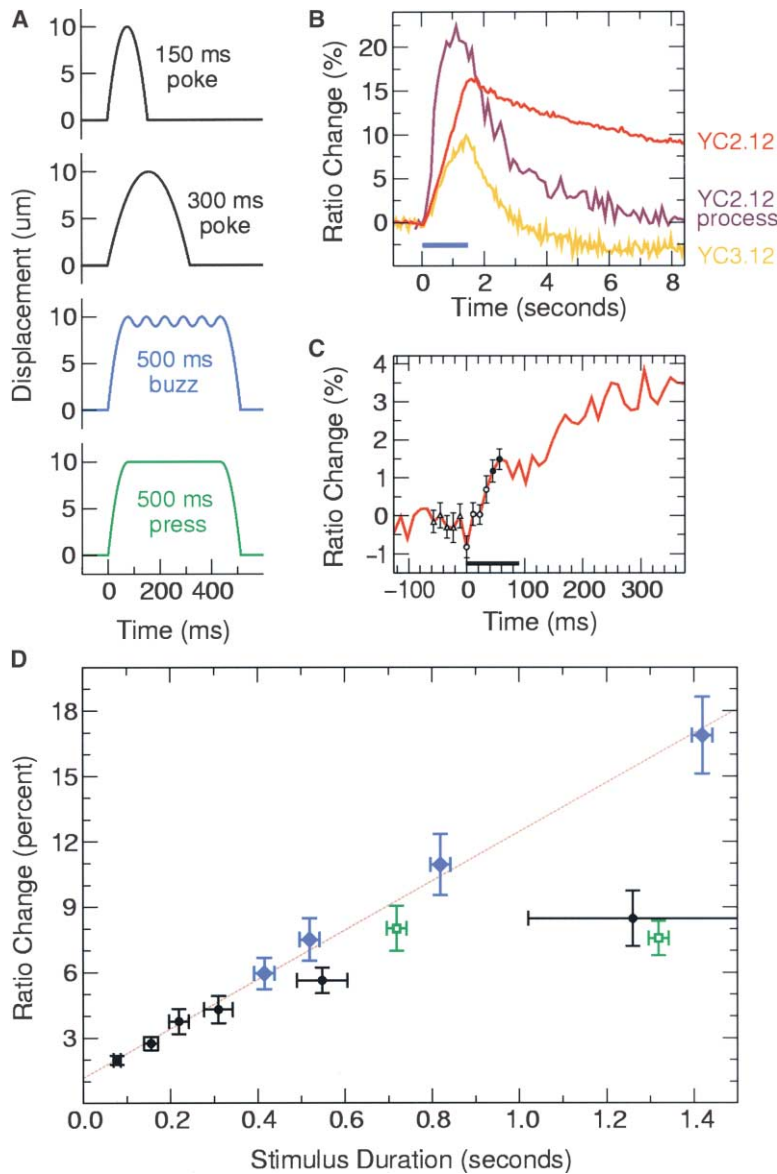 A
10
0
150 ms
poke
10
0
300 ms
poke
10
0
500 ms
buzz
10
0
500 ms
press
0 200 400
Time (ms)
Displacement (um)
B
20
15
10
5
0
Ratio Change (%)
0 2 4 6 8
Time (seconds)
YC2.12
YC2.12
process
YC3.12
C
4
3
2
1
0
-1
Ratio Change (%)
-100 0 100 200 300
Time (ms)
D
18
15
12
9
6
3
Ratio Change (percent)
0.0 0.2 0.4 0.6 0.8 1.0 1.2 1.4
Stimulus Duration (seconds)